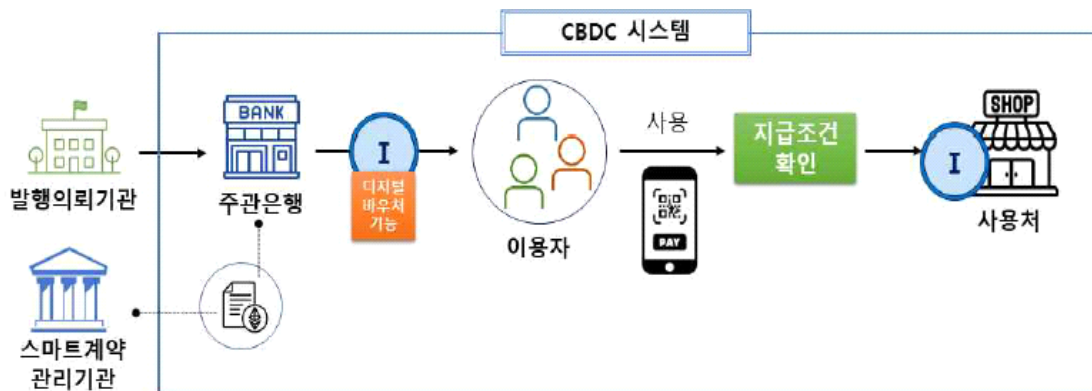 CBDC 시스템
발행의뢰기관
BANK
주관은행
I
디지털
바우처
기능
이용자
사용
PAY
지급조건
확인
I
SHOP
사용처
스마트계약
관리기관